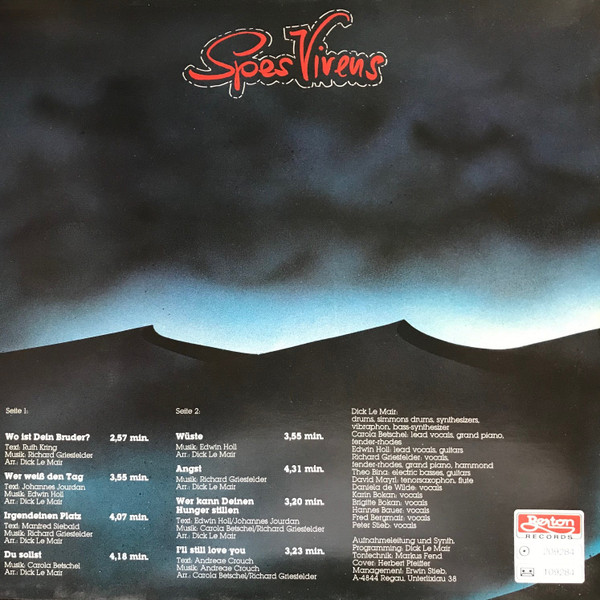 Spes Virens
Seite 1:
Wo ist Dein Bruder? 2,57 min.
Text: Ruth Kring
Musik: Richard Griesfelder
Arr.: Dick Le Mair
Wer weiß den Tag 3,55 min.
Text: Johannes Jourdan
Musik: Edwin Holl
Arr.: Dick Le Mair
Irgendeinen Platz 4,07 min.
Text: Manfred Siebald
Musik: Richard Griesfelder
Arr.: Dick Le Mair
Du sollst 4,18 min.
Musik: Carola Betschel
Arr.: Dick Le Mair
Seite 2:
Wüste 3,55 min.
Musik: Edwin Holl
Arr.: Dick Le Mair
Angst 4,31 min.
Musik: Richard Griesfelder
Arr.: Dick Le Mair
Wer kann Deinen 3,20 min.
Hunger stillen
Text: Edwin Holl/Johannes Jourdan
Musik: Carola Betschel/Richard Griesfelder
Arr.: Dick Le Mair
I'll still love you 3,23 min.
Text: Andreae Crouch
Musik: Andreae Crouch
Arr.: Carola Betschel/Richard Griesfelder
Dick Le Mair:
drums, simmons drums, synthesizers,
vibraphon, bass-synthesizer
Carola Betschel: lead vocals, grand piano,
fender-rhodes
Edwin Holl: lead vocals, guitars
Richard Griesfelder: vocals,
fender-rhodes, grand piano, hammond
Theo Bina: electric basses, guitars
David Mayrl: tenorsaxophon, flute
Daniela de Wilde: vocals
Karin Bokan: vocals
Brigitte Bokan: vocals
Hannes Bauer: vocals
Fred Bergmair: vocals
Peter Stieb: vocals
Aufnahmeleitung und Synth.
Programming: Dick Le Mair
Tontechnik: Markus Fend
Cover: Herbert Pfeiffer
Management: Erwin Stieb,
A-4844 Regau, Unterlixlau 38
Berton
RECORDS
209284
109284